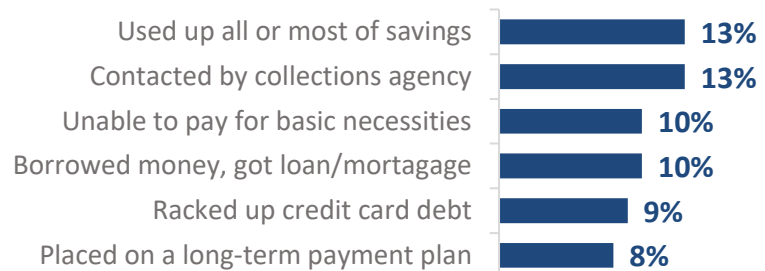 Used up all or most of savings 13%
Contacted by collections agency 13%
Unable to pay for basic necessities 10%
Borrowed money, got loan/mortagage 10%
Racked up credit card debt 9%
Placed on a long-term payment plan 8%